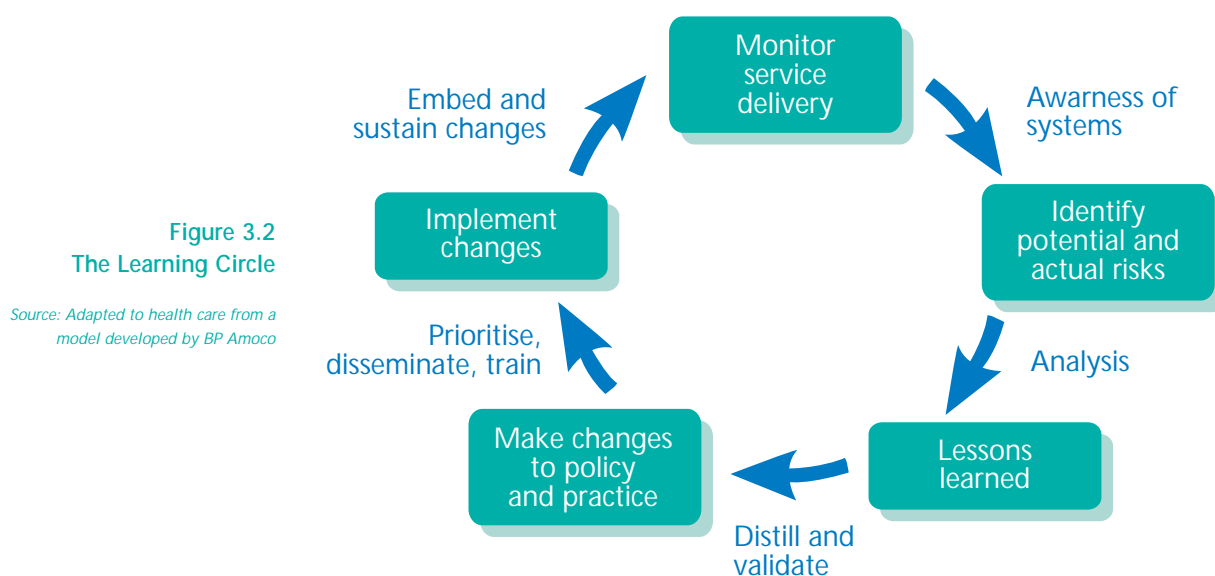 Figure 3.2
The Learning Circle
Source: Adapted to health care from a
model developed by BP Amoco
Monitor
service
delivery
Awarness of
systems
Identify
potential and
actual risks
Analysis
Lessons
learned
Distill and
validate
Make changes
to policy
and practice
Prioritise,
disseminate, train
Implement
changes
Embed and
sustain changes